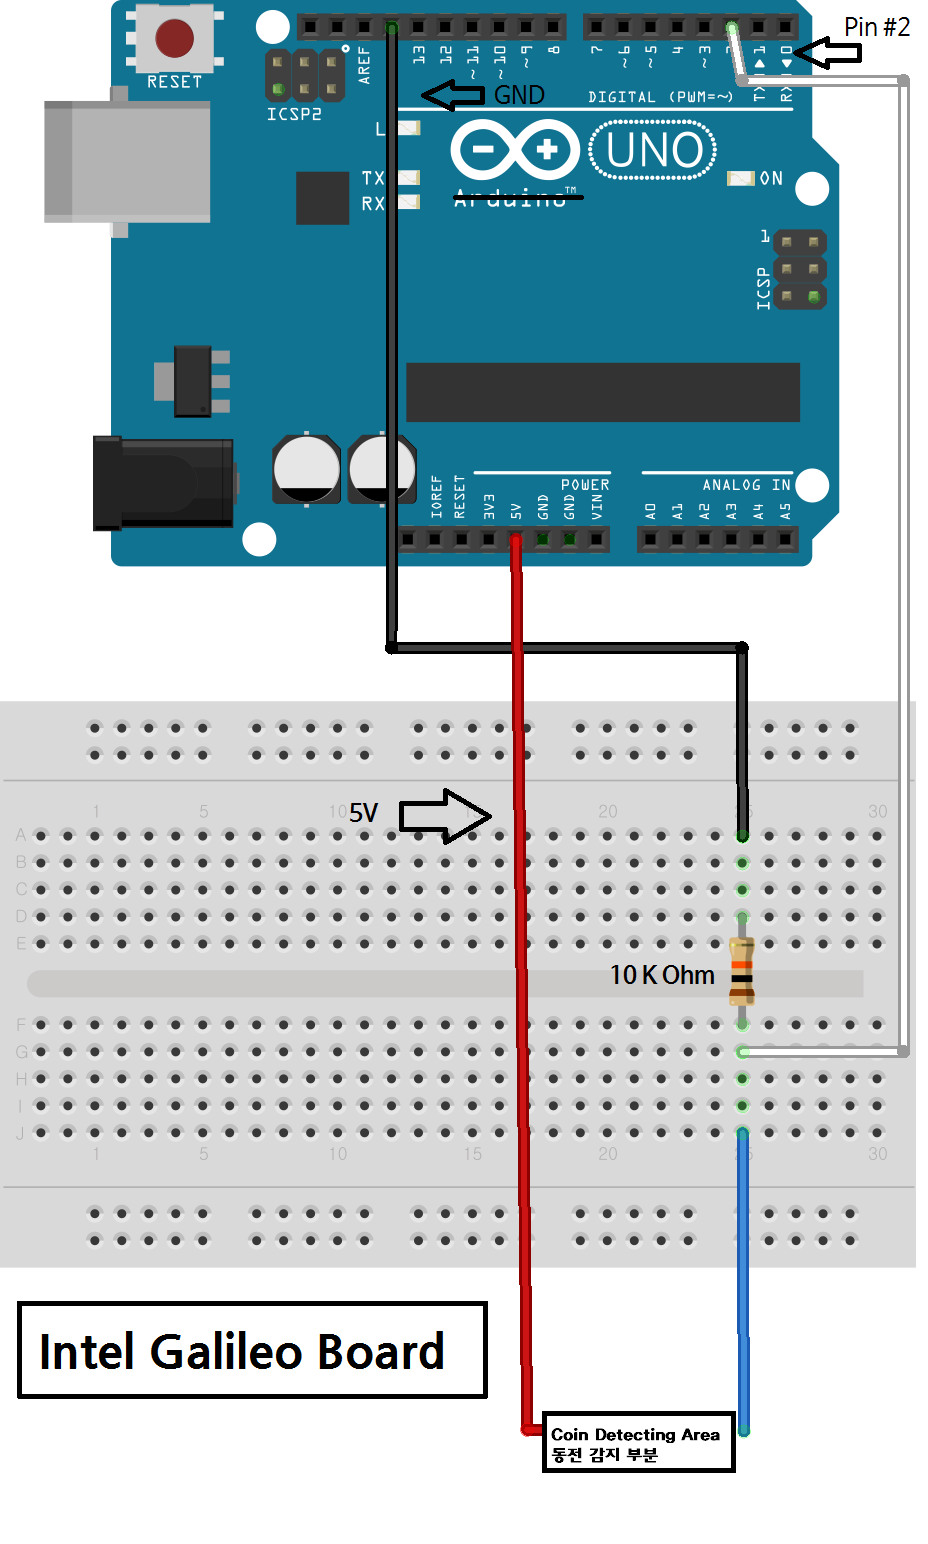 Pin #2
RESET
ICSP2
AREF
13
12
~11
~10
~9
8
7
~6
~5
4
~3
2
TX▶1
RX◀0
GND
DIGITAL (PWM=~)
L
TX
RX
UNO
Arduino™
ON
1
ICSP
IOREF
RESET
3V3
5V
GND
GND
VIN
POWER
ANALOG IN
A0
A1
A2
A3
A4
A5
5V
1 5 10 15 20 25 30
A
B
C
D
E
10 K Ohm
F
G
H
I
J
1 5 10 15 20 25 30
Intel Galileo Board
Coin Detecting Area
동전 감지 부분